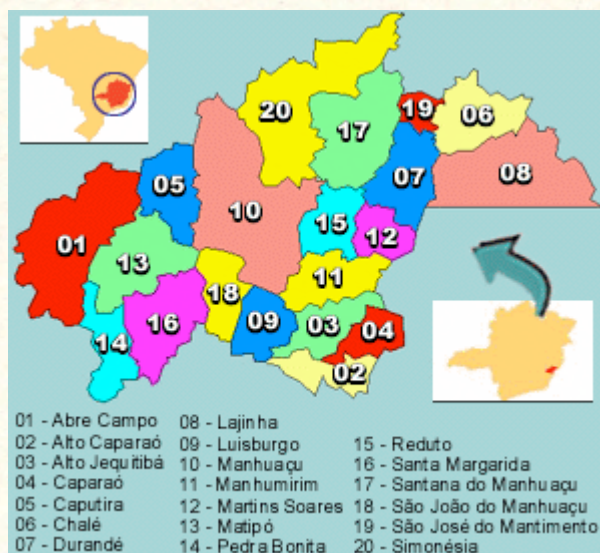 20
19
06
17
05
07
08
10
01
15
12
13
11
18
16
09
03
04
14
02
01 - Abre Campo
02 - Alto Caparaó
03 - Alto Jequitibá
04 - Caparaó
05 - Caputira
06 - Chalé
07 - Durandé
08 - Lajinha
09 - Luisburgo
10 - Manhuaçu
11 - Manhumirim
12 - Martins Soares
13 - Matipó
14 - Pedra Bonita
15 - Reduto
16 - Santa Margarida
17 - Santana do Manhuaçu
18 - São João do Manhuaçu
19 - São José do Mantimento
20 - Simonésia